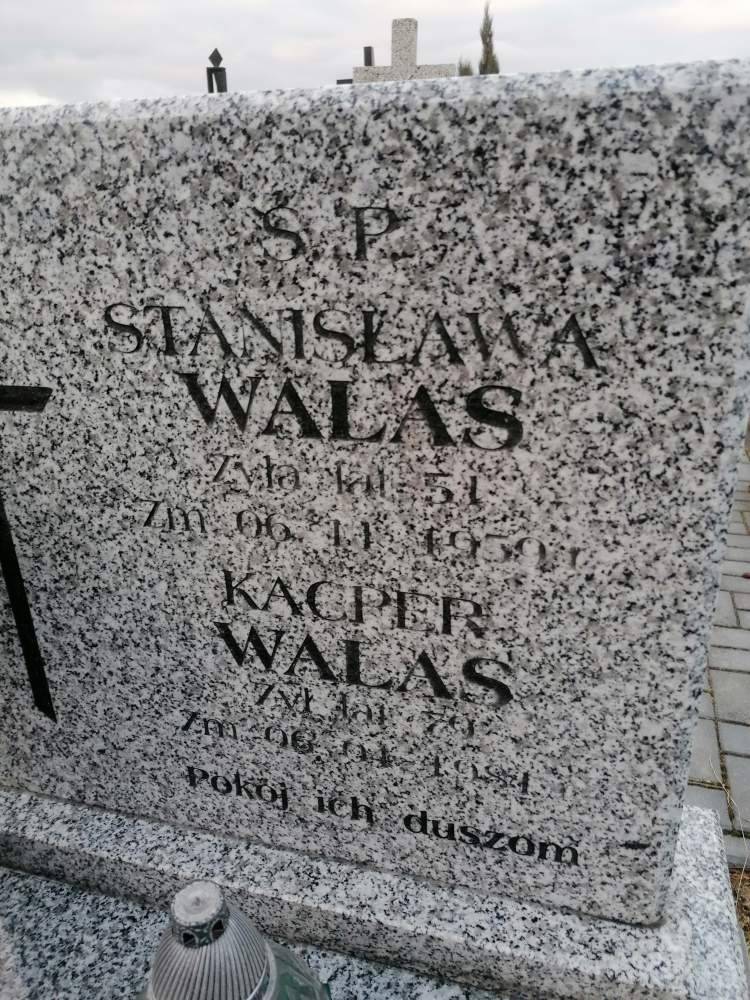 Ś P
STANISŁAWA
WALAS
żyła lat 51
Zm 06 11 1959 r
KACPER
WALAS
żył lat 79
Zm 06. 01 1981 r
Pokój ich duszom